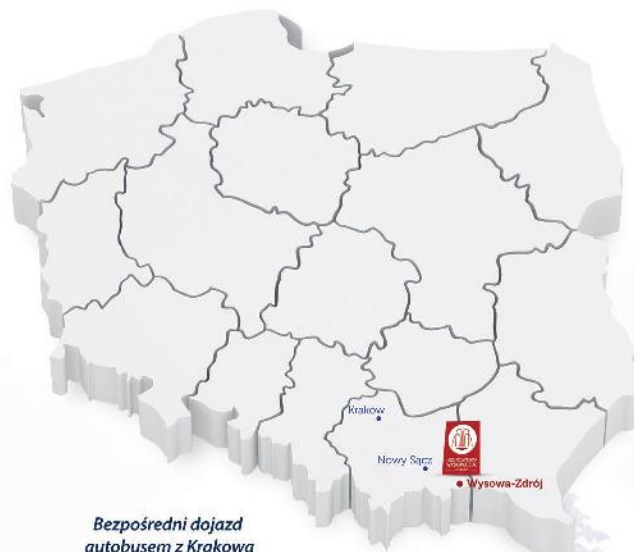 Kraków
Nowy Sącz
Wysowa-Zdrój
Bezpośredni dojazd
autobusem z Krakowa